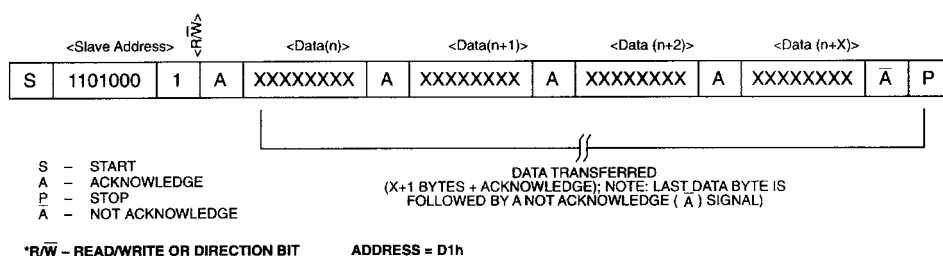 <Slave Address> <R/W̅> <Data(n)> <Data(n+1)> <Data (n+2)> <Data (n+X)>
S 1101000 1 A XXXXXXXX A XXXXXXXX A XXXXXXXX A XXXXXXXX A̅ P
S – START
A – ACKNOWLEDGE
P – STOP
A̅ – NOT ACKNOWLEDGE
DATA TRANSFERRED
(X+1 BYTES + ACKNOWLEDGE); NOTE: LAST DATA BYTE IS
FOLLOWED BY A NOT ACKNOWLEDGE ( A̅ ) SIGNAL)
*R/W̅ – READ/WRITE OR DIRECTION BIT ADDRESS = D1h